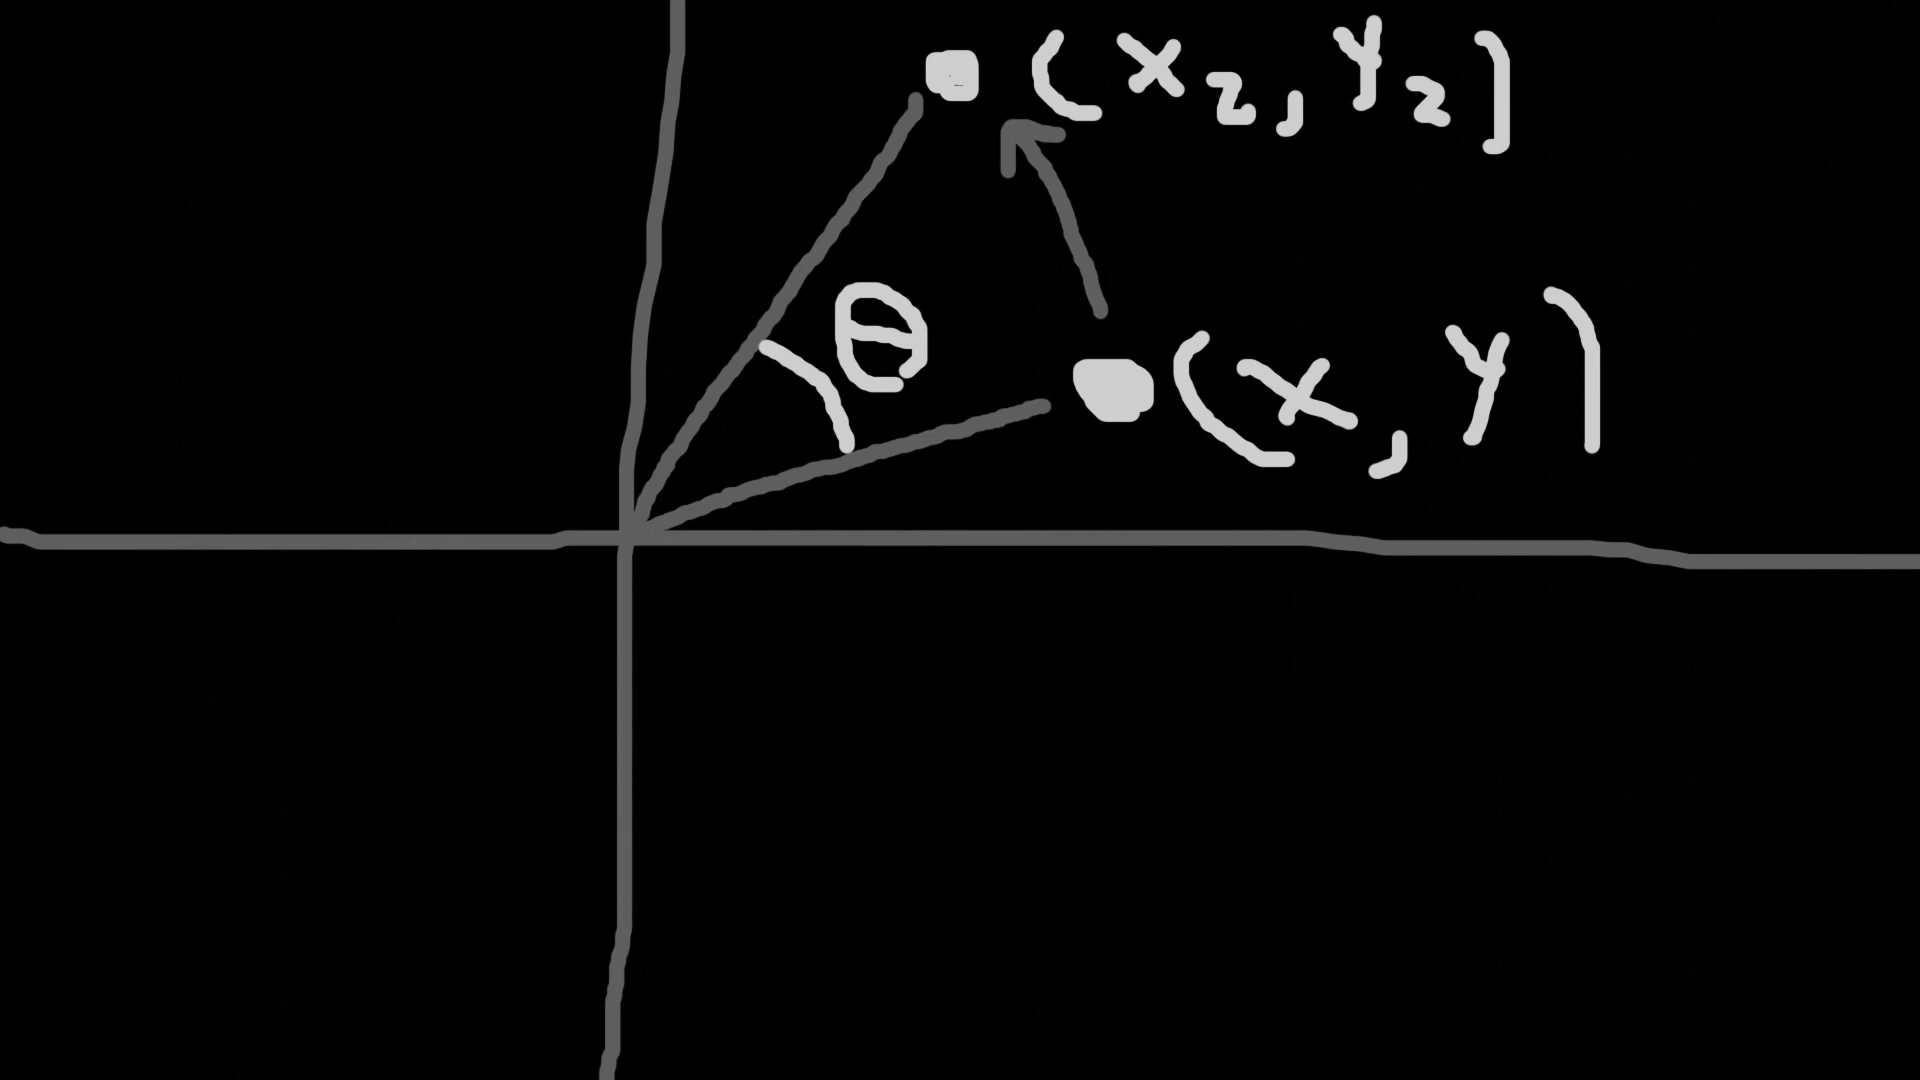 (x₂, y₂)
θ
(x, y)